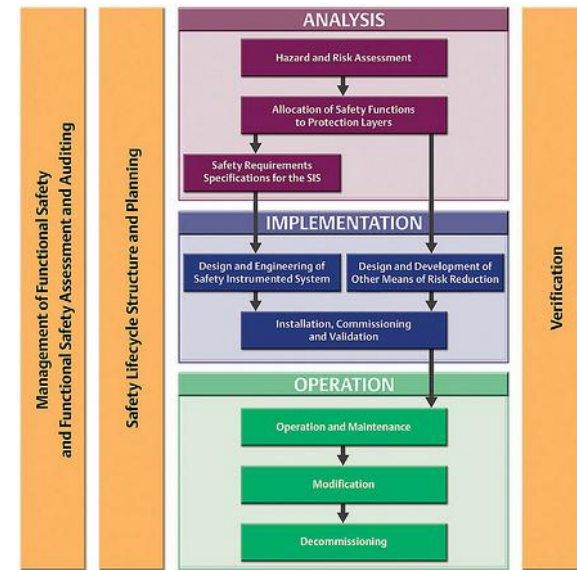 Management of Functional Safety
and Functional Safety Assessment and Auditing
Safety Lifecycle Structure and Planning
ANALYSIS
Hazard and Risk Assessment
Allocation of Safety Functions
to Protection Layers
Safety Requirements
Specifications for the SIS
IMPLEMENTATION
Design and Engineering of
Safety Instrumented System
Design and Development of
Other Means of Risk Reduction
Installation, Commissioning
and Validation
OPERATION
Operation and Maintenance
Modification
Decommissioning
Verification